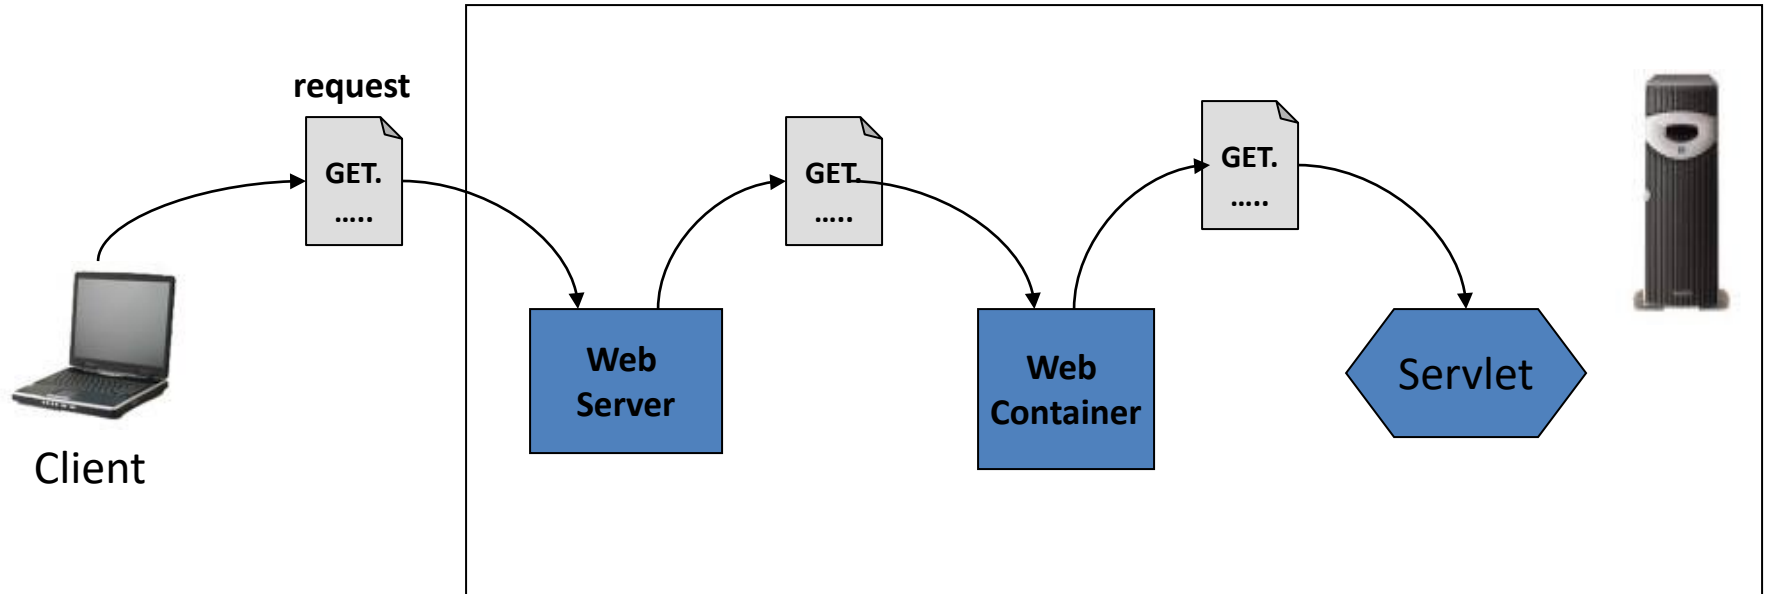 request
GET.
.....
GET.
.....
GET.
.....
Web
Server
Web
Container
Servlet
Client